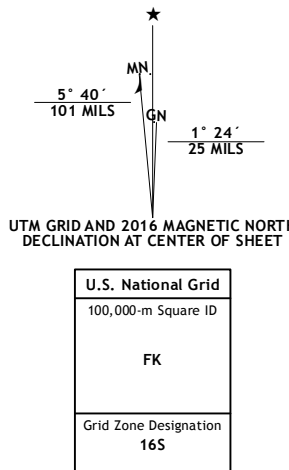 ★
MN
5° 40´
101 MILS
GN
1° 24´
25 MILS
UTM GRID AND 2016 MAGNETIC NORTH
DECLINATION AT CENTER OF SHEET
U.S. National Grid
100,000-m Square ID
FK
Grid Zone Designation
16S